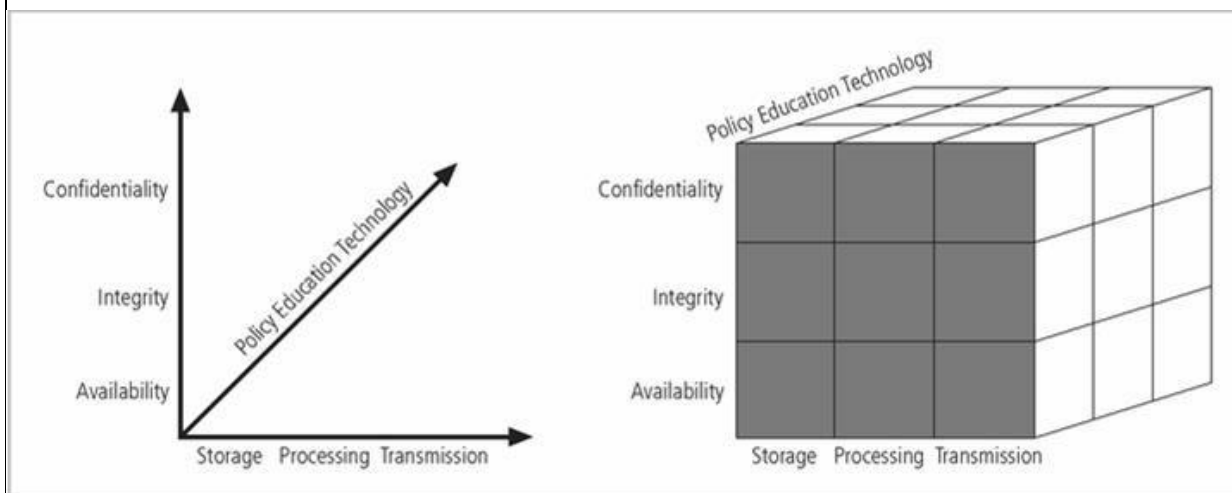 Confidentiality
Integrity
Availability
Policy Education Technology
Storage Processing Transmission
Policy Education Technology
Confidentiality
Integrity
Availability
Storage Processing Transmission